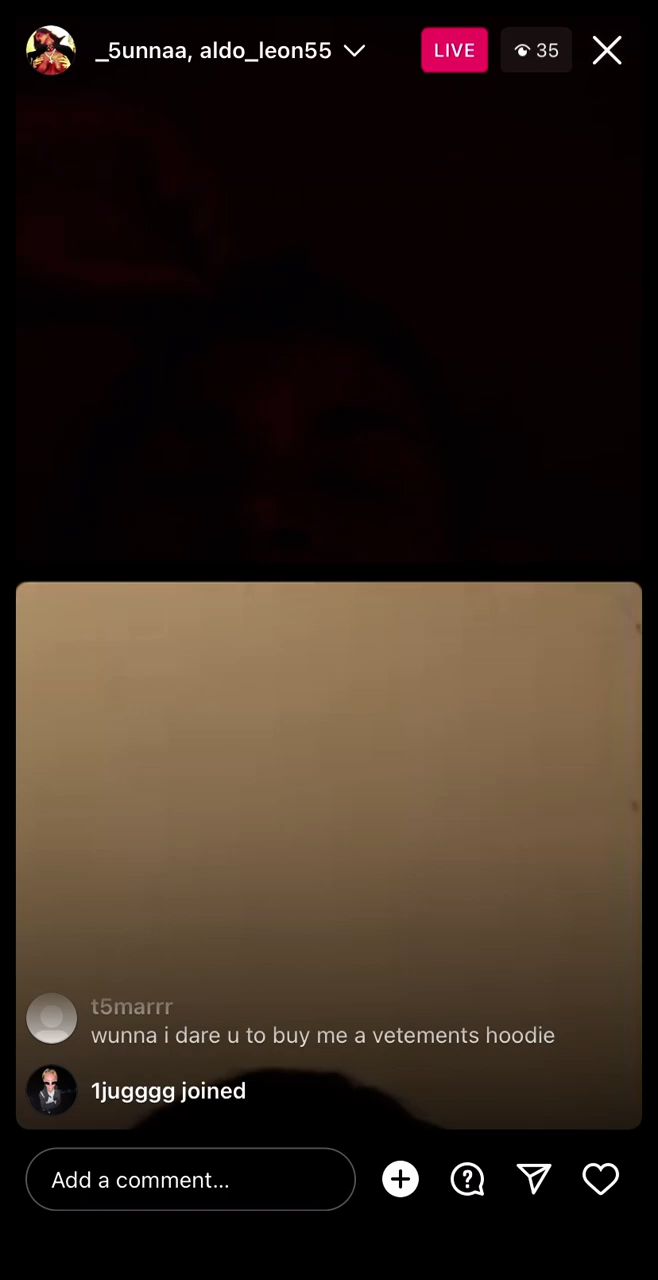 _5unnaa, aldo_leon55
LIVE
35
t5marrr
wunna i dare u to buy me a vetements hoodie
1jugggg joined
Add a comment...